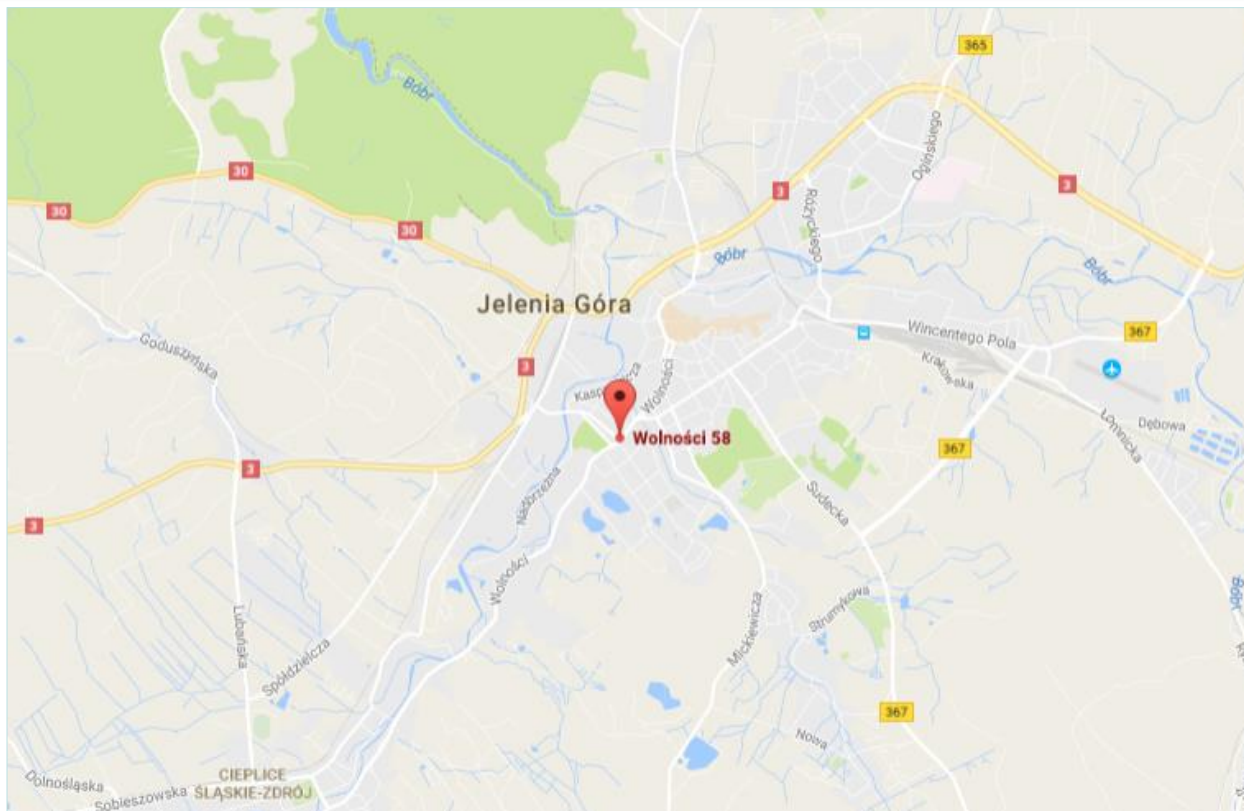 365
Bóbr
Ogińskiego
30
3
3
30
Różyckiego
30
Bóbr
Bóbr
Jelenia Góra
Wincentego Pola
367
Goduszyńska
Krakowska
3
Wolności
Łomnicka
Dębowa
Wolności 58
367
3
Sudecka
Nadbrzeżna
3
Wolności
Bóbr
Strumykowa
Lubańska
Mickiewicza
Spółdzielcza
367
Nowa
CIEPLICE
ŚLĄSKIE-ZDRÓJ
Dolnośląska
Sobieszowska